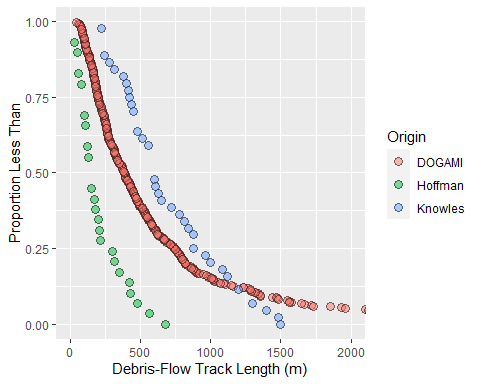 1.00
0.75
0.50
0.25
0.00
Proportion Less Than
0
500
1000
1500
2000
Debris-Flow Track Length (m)
Origin
DOGAMI
Hoffman
Knowles